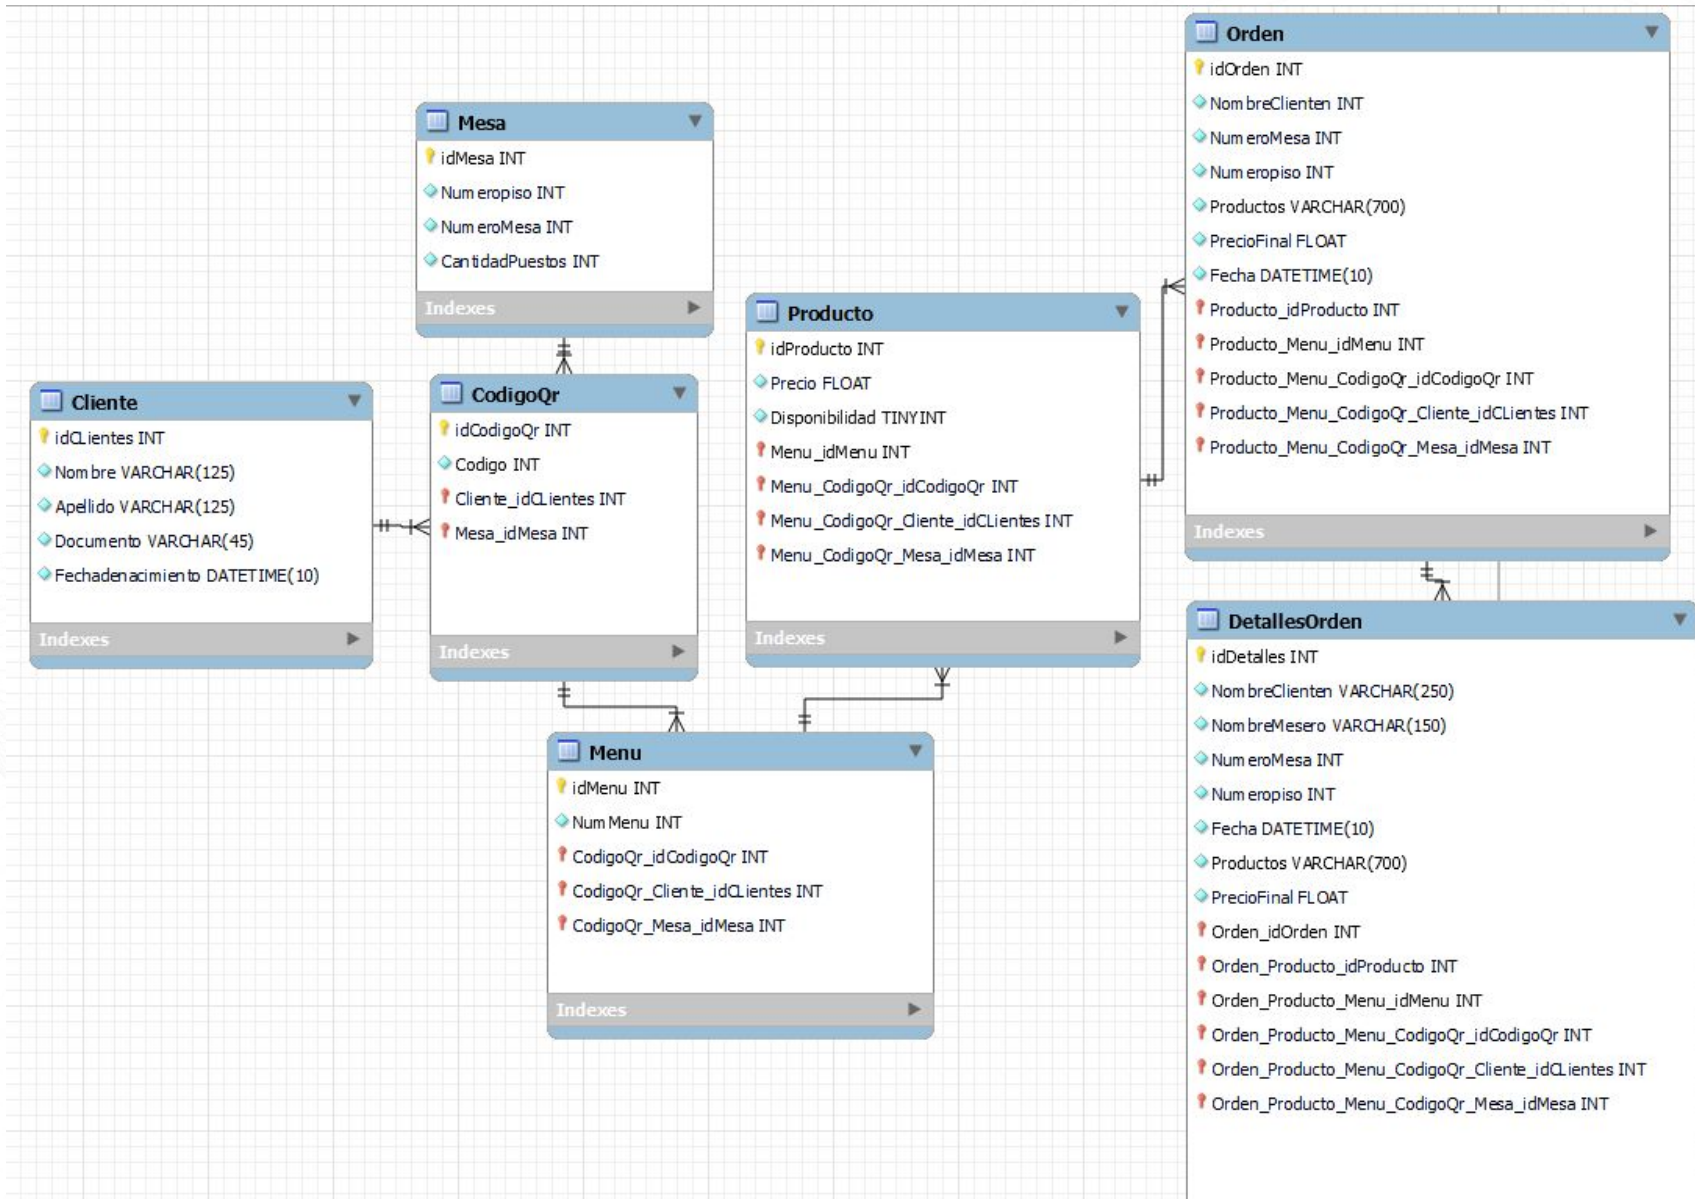 Mesa
idMesa INT
Numeropiso INT
NumeroMesa INT
CantidadPuestos INT
Indexes
Cliente
idCLientes INT
Nombre VARCHAR(125)
Apellido VARCHAR(125)
Documento VARCHAR(45)
Fechadenacimiento DATETIME(10)
Indexes
CodigoQr
idCodigoQr INT
Codigo INT
Cliente_idCLientes INT
Mesa_idMesa INT
Indexes
Menu
idMenu INT
NumMenu INT
CodigoQr_idCodigoQr INT
CodigoQr_Cliente_idCLientes INT
CodigoQr_Mesa_idMesa INT
Indexes
Producto
idProducto INT
Precio FLOAT
Disponibilidad TINYINT
Menu_idMenu INT
Menu_CodigoQr_idCodigoQr INT
Menu_CodigoQr_Cliente_idCLientes INT
Menu_CodigoQr_Mesa_idMesa INT
Indexes
Orden
idOrden INT
NombreClienten INT
NumeroMesa INT
Numeropiso INT
Productos VARCHAR(700)
PrecioFinal FLOAT
Fecha DATETIME(10)
Producto_idProducto INT
Producto_Menu_idMenu INT
Producto_Menu_CodigoQr_idCodigoQr INT
Producto_Menu_CodigoQr_Cliente_idCLientes INT
Producto_Menu_CodigoQr_Mesa_idMesa INT
Indexes
DetallesOrden
idDetalles INT
NombreClienten VARCHAR(250)
NombreMesero VARCHAR(150)
NumeroMesa INT
Numeropiso INT
Fecha DATETIME(10)
Productos VARCHAR(700)
PrecioFinal FLOAT
Orden_idOrden INT
Orden_Producto_idProducto INT
Orden_Producto_Menu_idMenu INT
Orden_Producto_Menu_CodigoQr_idCodigoQr INT
Orden_Producto_Menu_CodigoQr_Cliente_idCLientes INT
Orden_Producto_Menu_CodigoQr_Mesa_idMesa INT